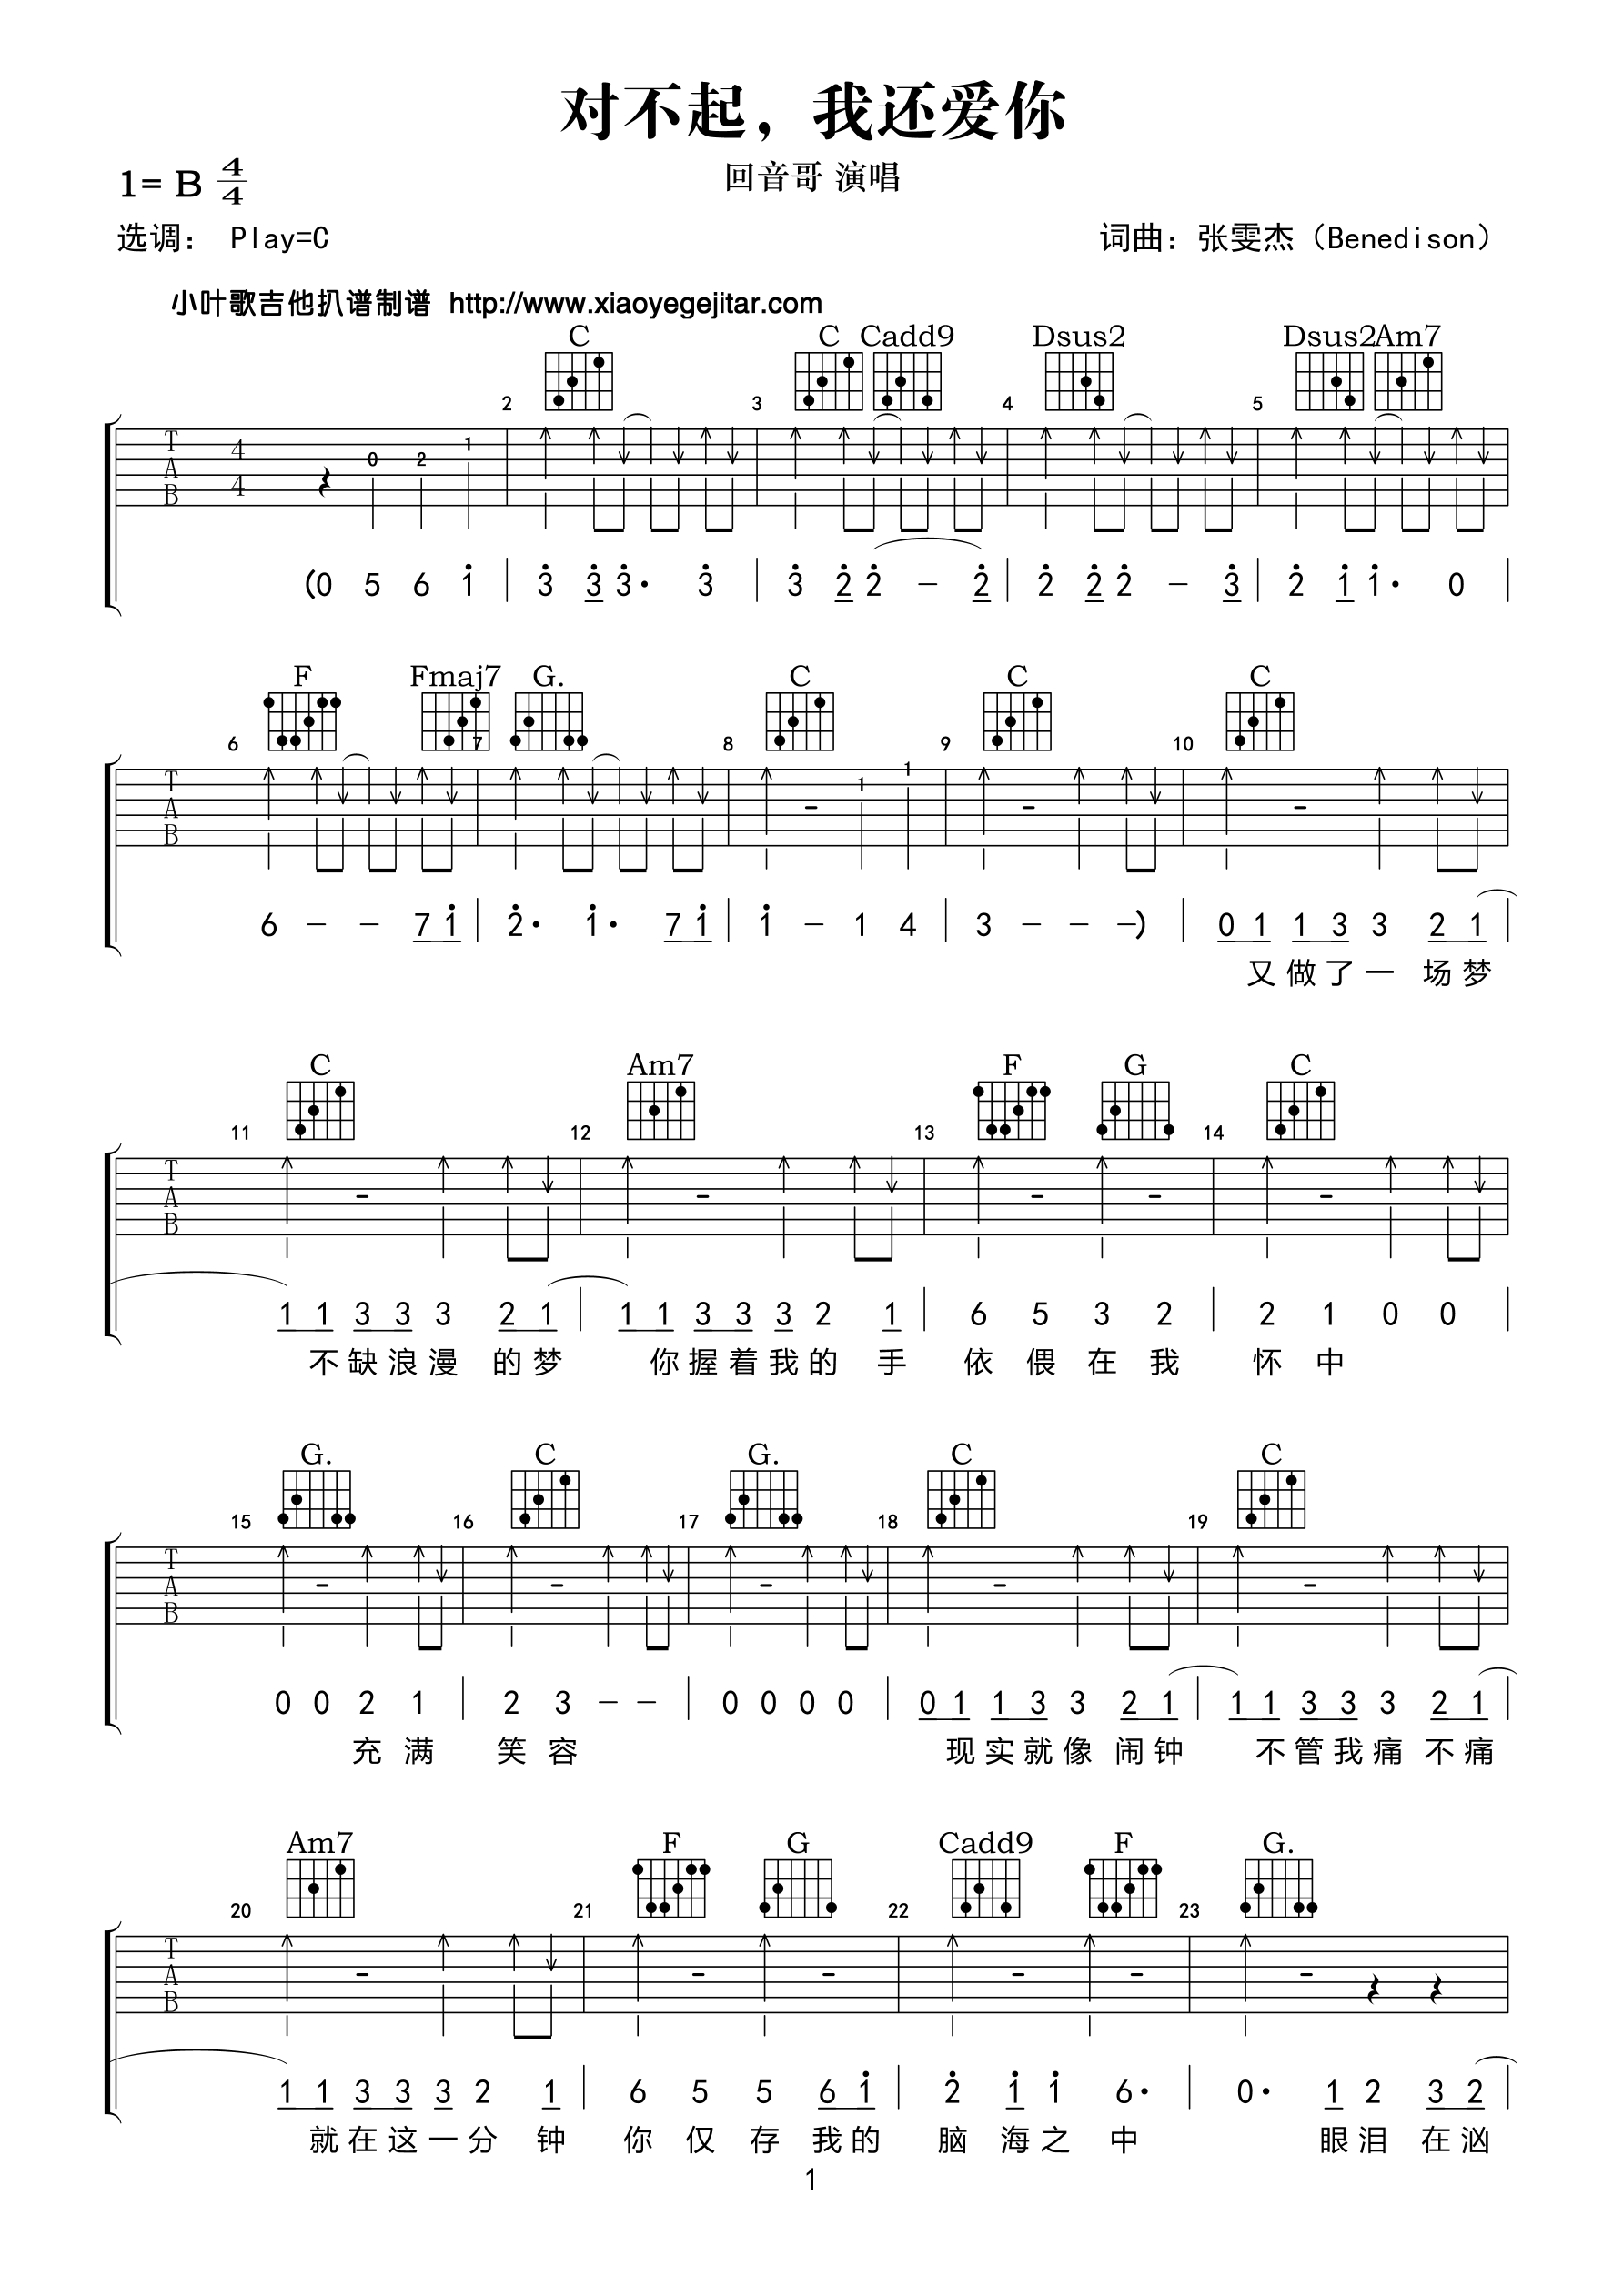 对不起，我还爱你
回音哥 演唱
1= B 4/4
选调： Play=C
词曲：张雯杰（Benedison）
小叶歌吉他扒谱制谱 http://www.xiaoyegejitar.com
C C Cadd9 Dsus2 Dsus2 Am7
2 3 4 5
T A B 4 4 0 2 1
(0 5 6 1 | 3 3 3· 3 | 3 2 2 - 2 | 2 2 2 - 3 | 2 1 1· 0 |
F Fmaj7 G. C C C
6 7 8 9 10
T A B 1 1
6 - - 7 1 | 2· 1· 7 1 | 1 - 1 4 | 3 - - -) | 0 1 1 3 3 2 1 |
又 做 了 一 场 梦
C Am7 F G C
11 12 13 14
T A B
1 1 3 3 3 2 1 | 1 1 3 3 3 2 1 | 6 5 3 2 | 2 1 0 0 |
不 缺 浪 漫 的 梦 你 握 着 我 的 手 依 偎 在 我 怀 中
G. C G. C C
15 16 17 18 19
T A B
0 0 2 1 | 2 3 - - | 0 0 0 0 | 0 1 1 3 3 2 1 | 1 1 3 3 3 2 1 |
充 满 笑 容 现 实 就 像 闹 钟 不 管 我 痛 不 痛
Am7 F G Cadd9 F G.
20 21 22 23
T A B
1 1 3 3 3 2 1 | 6 5 5 6 1 | 2 1 1 6· | 0· 1 2 3 2 |
就 在 这 一 分 钟 你 仅 存 我 的 脑 海 之 中 眼 泪 在 汹
1